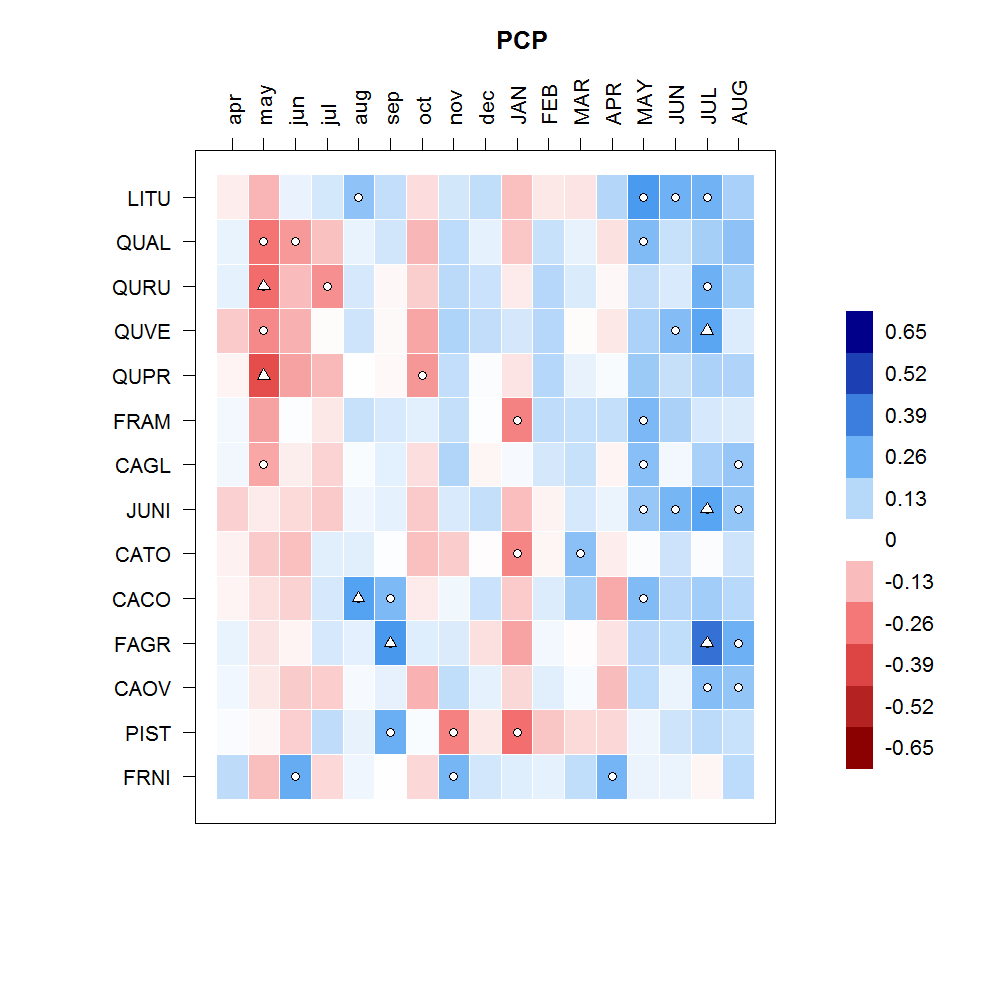 PCP
apr may jun jul aug sep oct nov dec JAN FEB MAR APR MAY JUN JUL AUG
LITU
QUAL
QURU
QUVE
QUPR
FRAM
CAGL
JUNI
CATO
CACO
FAGR
CAOV
PIST
FRNI
0.65
0.52
0.39
0.26
0.13
0
-0.13
-0.26
-0.39
-0.52
-0.65